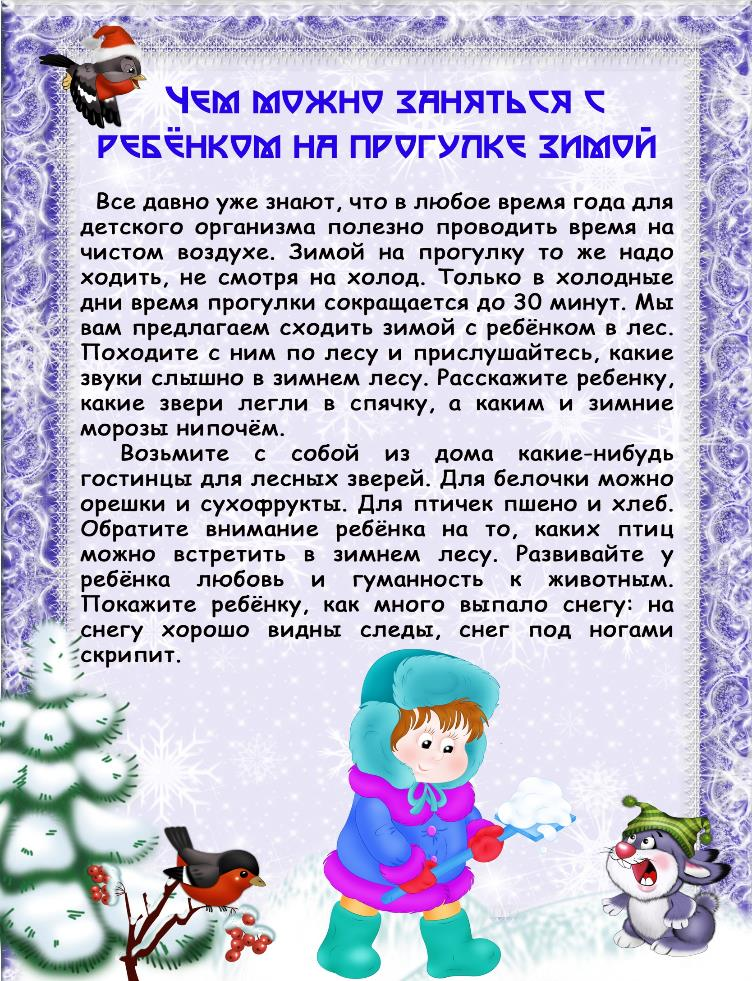 Чем можно заняться с
ребёнком на прогулке зимой
Все давно уже знают, что в любое время года для
детского организма полезно проводить время на
чистом воздухе. Зимой на прогулку то же надо
ходить, не смотря на холод. Только в холодные
дни время прогулки сокращается до 30 минут. Мы
вам предлагаем сходить зимой с ребёнком в лес.
Походите с ним по лесу и прислушайтесь, какие
звуки слышно в зимнем лесу. Расскажите ребенку,
какие звери легли в спячку, а каким и зимние
морозы нипочём.
Возьмите с собой из дома какие-нибудь
гостинцы для лесных зверей. Для белочки можно
орешки и сухофрукты. Для птичек пшено и хлеб.
Обратите внимание ребёнка на то, каких птиц
можно встретить в зимнем лесу. Развивайте у
ребёнка любовь и гуманность к животным.
Покажите ребёнку, как много выпало снегу: на
снегу хорошо видны следы, снег под ногами
скрипит.